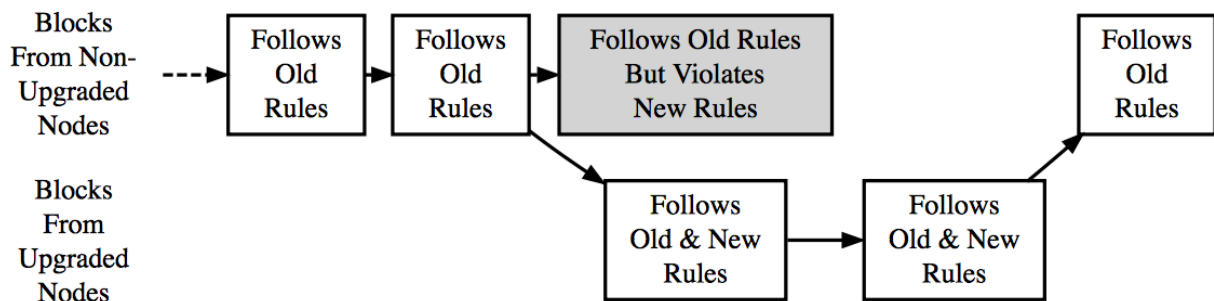 Blocks
From Non-
Upgraded
Nodes
Follows
Old
Rules
Follows
Old
Rules
Follows Old Rules
But Violates
New Rules
Follows
Old
Rules
Blocks
From
Upgraded
Nodes
Follows
Old & New
Rules
Follows
Old & New
Rules